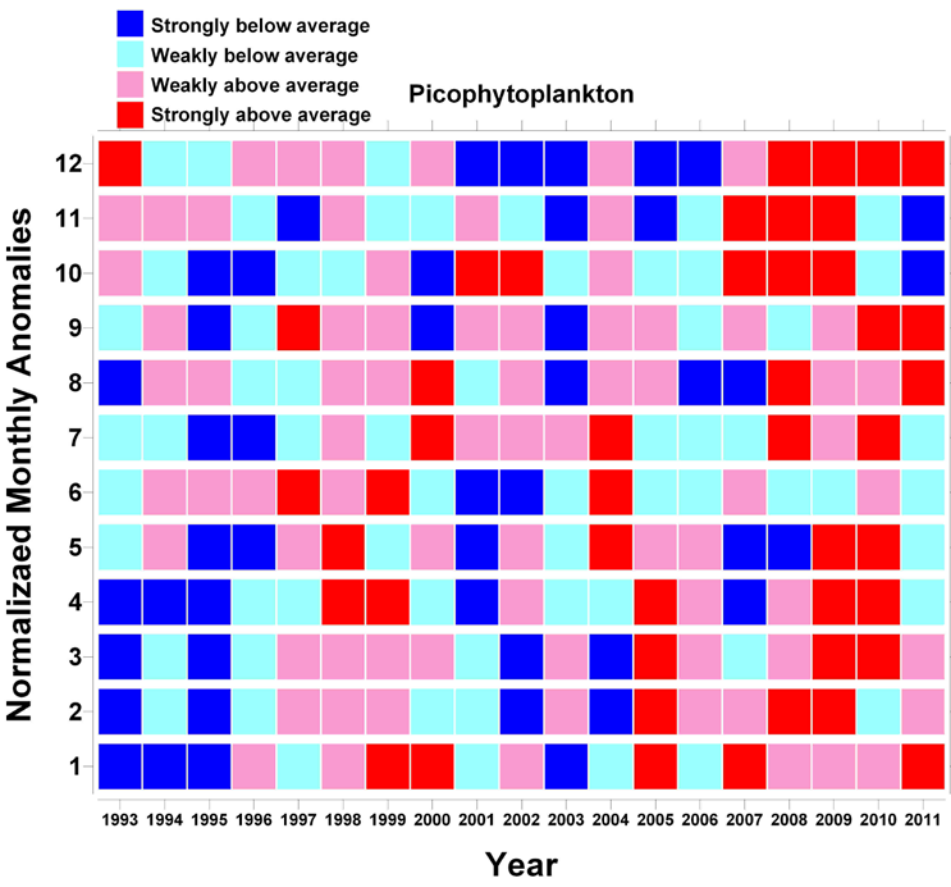 Strongly below average
Weakly below average
Weakly above average
Strongly above average
Picophytoplankton
Normalizaed Monthly Anomalies
12
11
10
9
8
7
6
5
4
3
2
1
1993 1994 1995 1996 1997 1998 1999 2000 2001 2002 2003 2004 2005 2006 2007 2008 2009 2010 2011
Year